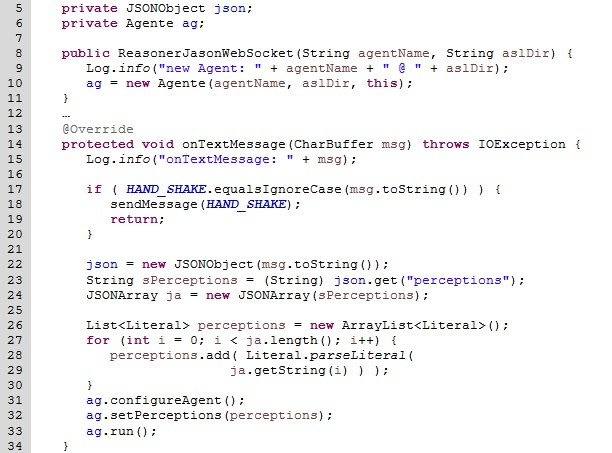 5 private JSONObject json;
6 private Agente ag;
7
8 public ReasonerJasonWebSocket(String agentName, String aslDir) {
9 Log.info("new Agent: " + agentName + " @ " + aslDir);
10 ag = new Agente(agentName, aslDir, this);
11 }
12 …
13 @Override
14 protected void onTextMessage(CharBuffer msg) throws IOException {
15 Log.info("onTextMessage: " + msg);
16
17 if ( HAND_SHAKE.equalsIgnoreCase(msg.toString()) ) {
18 sendMessage(HAND_SHAKE);
19 return;
20 }
21
22 json = new JSONObject(msg.toString());
23 String sPerceptions = (String) json.get("perceptions");
24 JSONArray ja = new JSONArray(sPerceptions);
25
26 List<Literal> perceptions = new ArrayList<Literal>();
27 for (int i = 0; i < ja.length(); i++) {
28 perceptions.add( Literal.parseLiteral(
29 ja.getString(i) ) );
30 }
31 ag.configureAgent();
32 ag.setPerceptions(perceptions);
33 ag.run();
34 }